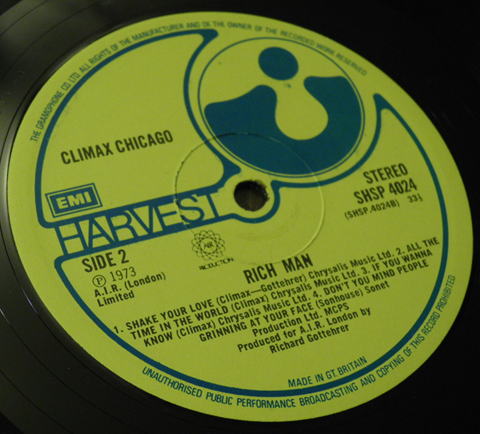 THE GRAMOPHONE CO. LTD. ALL RIGHTS OF THE MANUFACTURER AND OF THE OWNER OF THE RECORDED WORK RESERVED
CLIMAX CHICAGO
EMI
HARVEST
STEREO
SHSP 4024
(SHSP. 4024B) 33⅓
SIDE 2
Ⓟ 1973
A.I.R. (London)
Limited
AIR
PRODUCTION
RICH MAN
1. SHAKE YOUR LOVE (Climax—Gottehrer) Chrysalis Music Ltd. 2. ALL THE
TIME IN THE WORLD (Climax) Chrysalis Music Ltd. 3. IF YOU WANNA
KNOW (Climax) Chrysalis Music Ltd. 4. DON'T YOU MIND PEOPLE
GRINNING AT YOUR FACE (Sonhouse) Sonet
Production Ltd. MCPS
Produced for A.I.R. London by
Richard Gottehrer
MADE IN GT. BRITAIN
UNAUTHORISED PUBLIC PERFORMANCE BROADCASTING AND COPYING OF THIS RECORD PROHIBITED